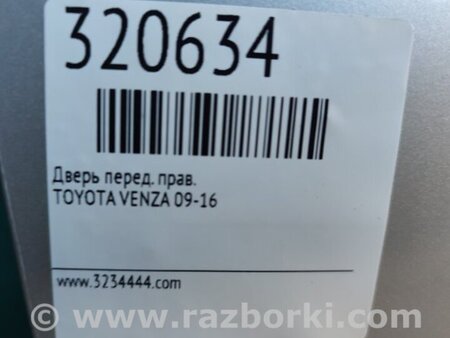 320634
Дверь перед. прав.
TOYOTA VENZA 09-16
www.3234444.com
www.razborki.com